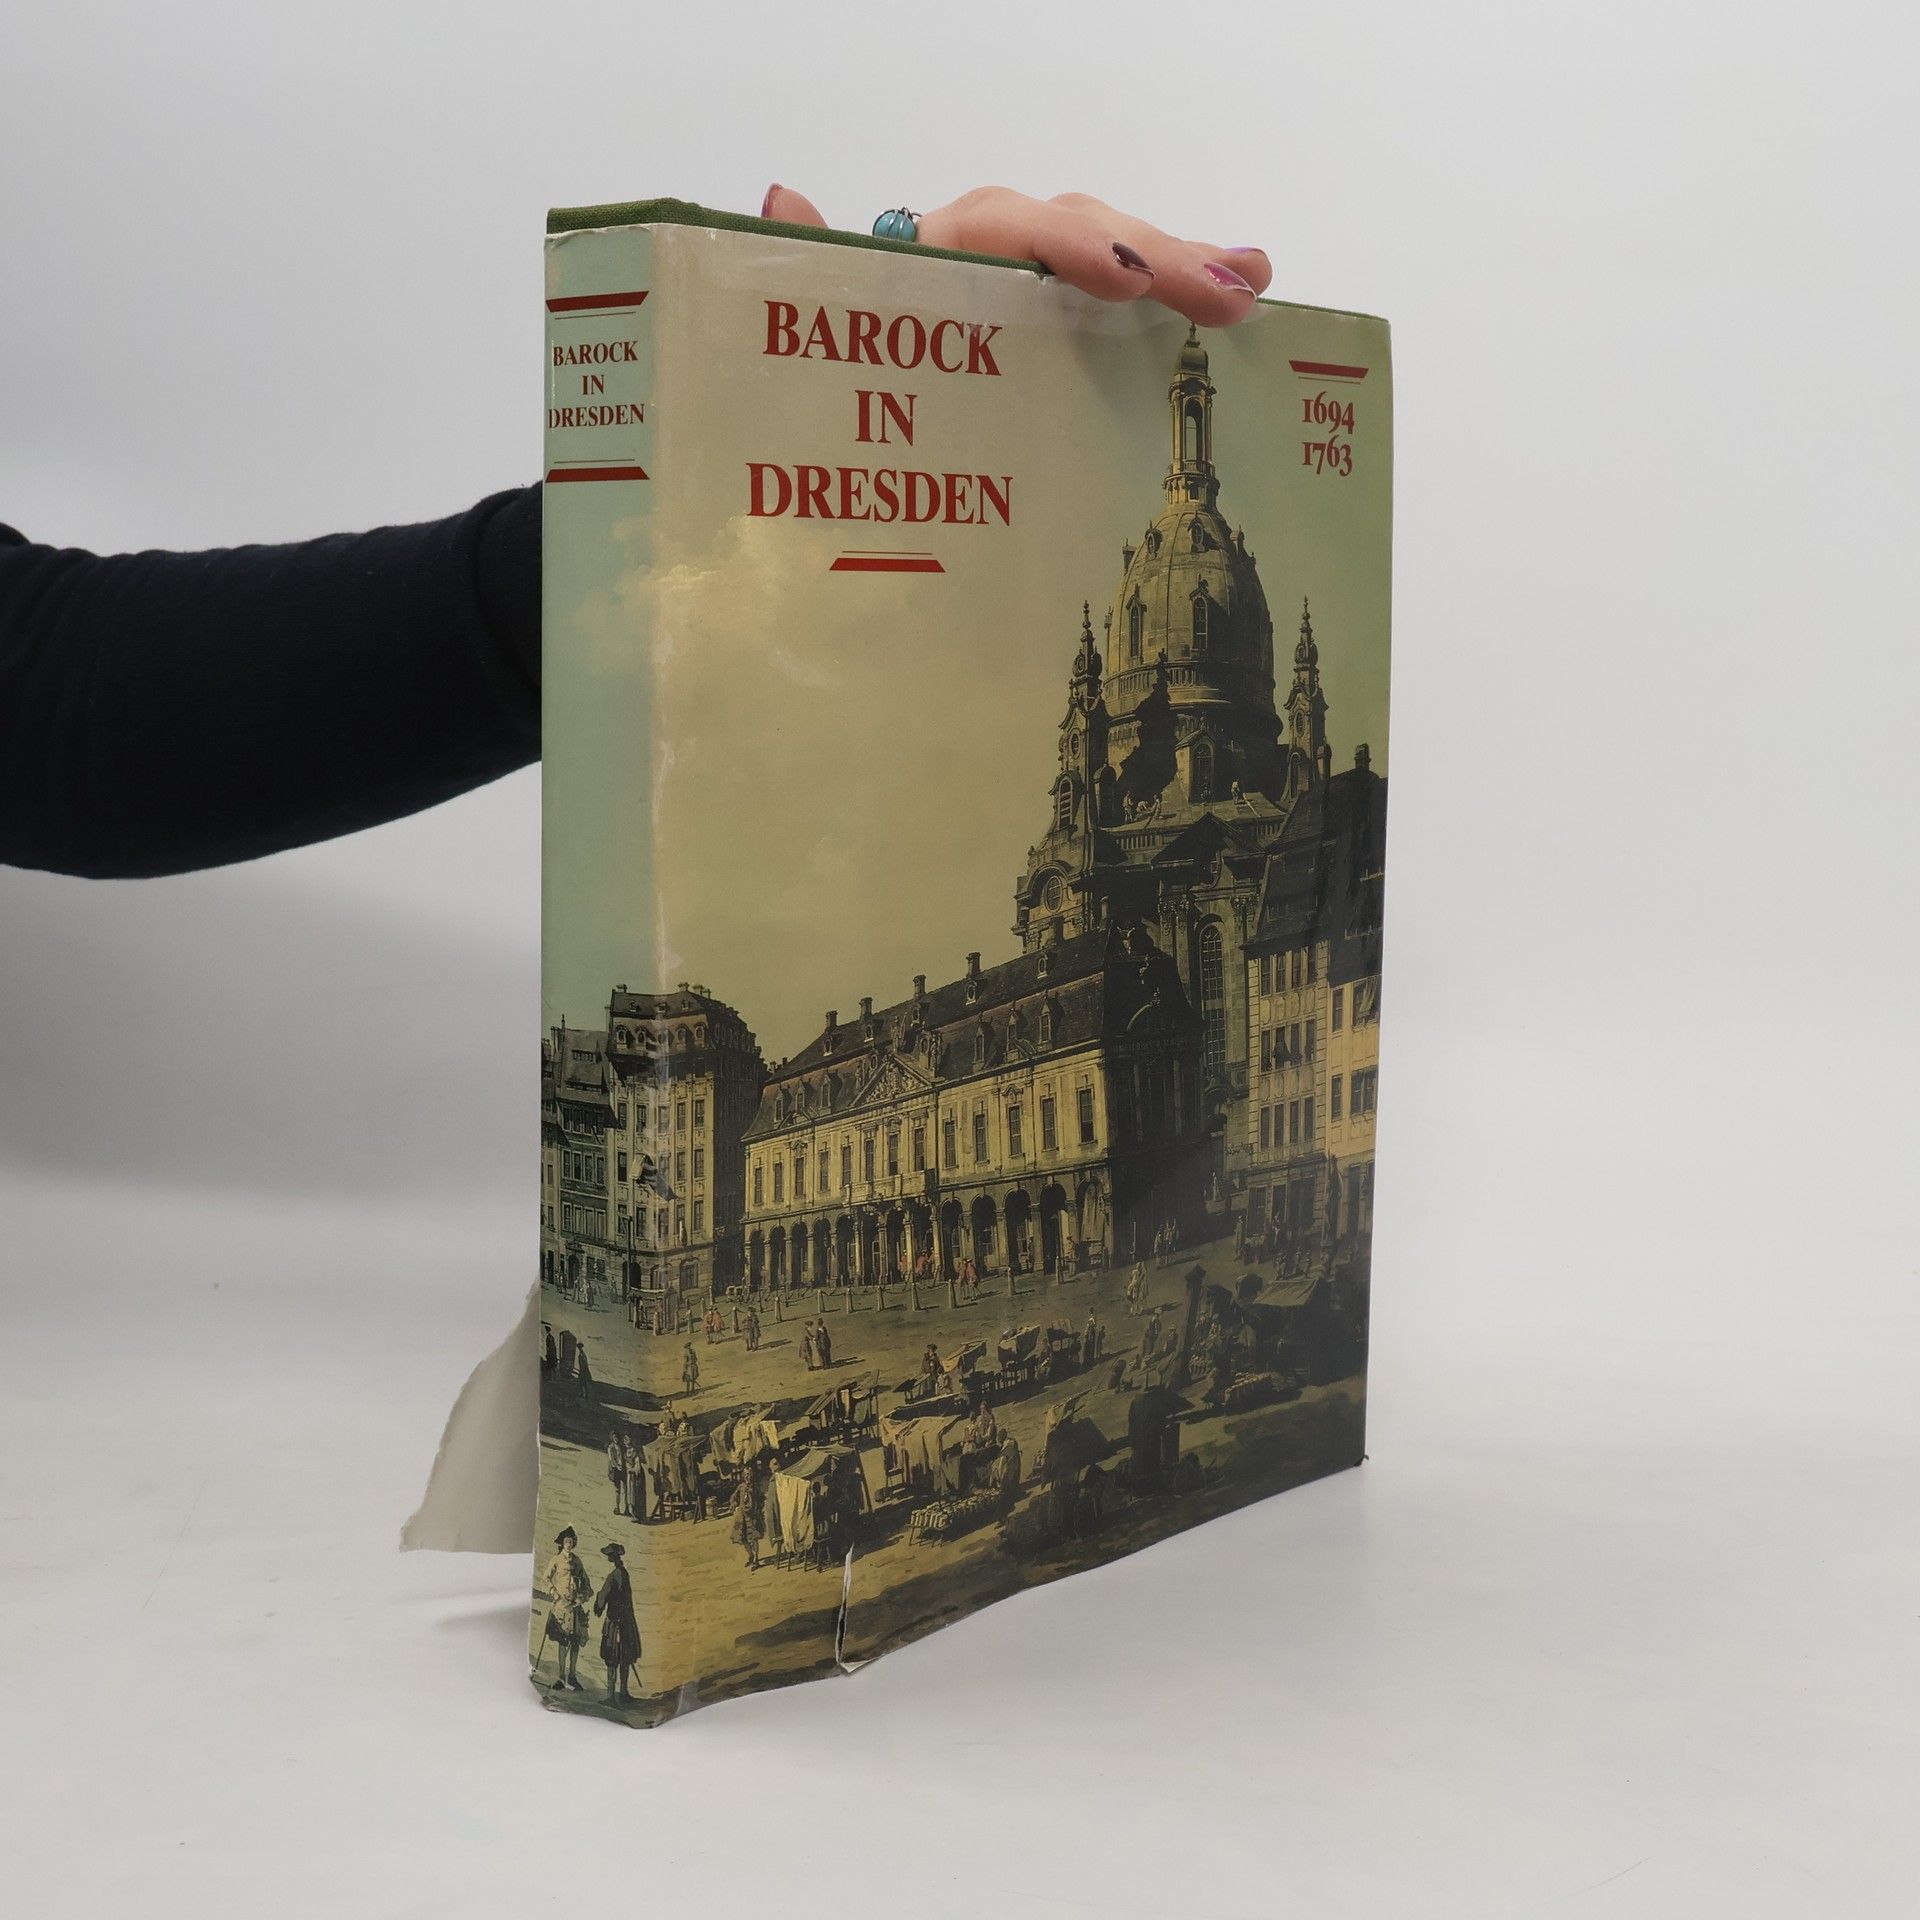 BAROCK
IN
DRESDEN
BAROCK
IN
DRESDEN
1694
1763